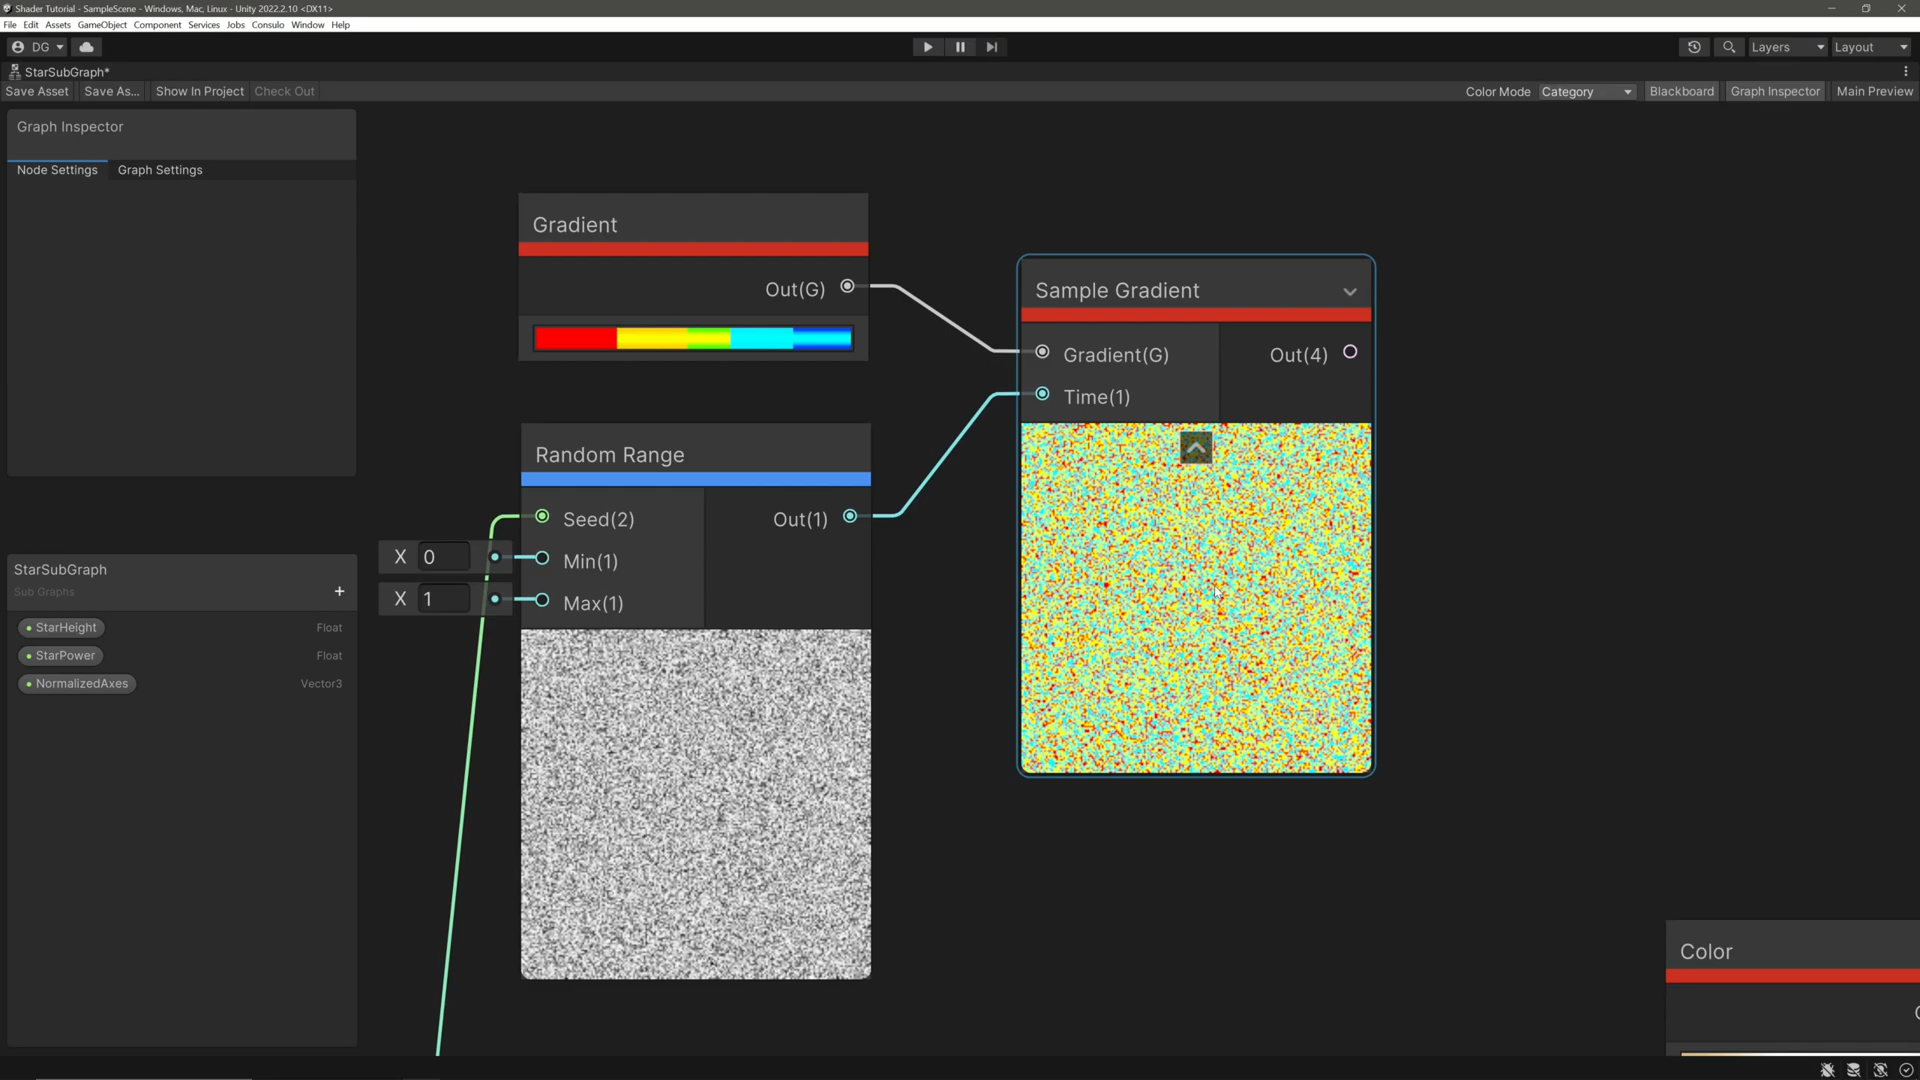 Shader Tutorial - SampleScene - Windows, Mac, Linux - Unity 2022.2.10 <DX11>
File Edit Assets GameObject Component Services Jobs Consulo Window Help
DG Layers Layout
StarSubGraph*
Save Asset Save As... Show In Project Check Out Color Mode Category Blackboard Graph Inspector Main Preview
Graph Inspector
Node Settings Graph Settings
Gradient
Out(G)
Sample Gradient
Gradient(G) Out(4)
Time(1)
Random Range
Seed(2) Out(1)
X 0 Min(1)
X 1 Max(1)
StarSubGraph
Sub Graphs
StarHeight Float
StarPower Float
NormalizedAxes Vector3
Color